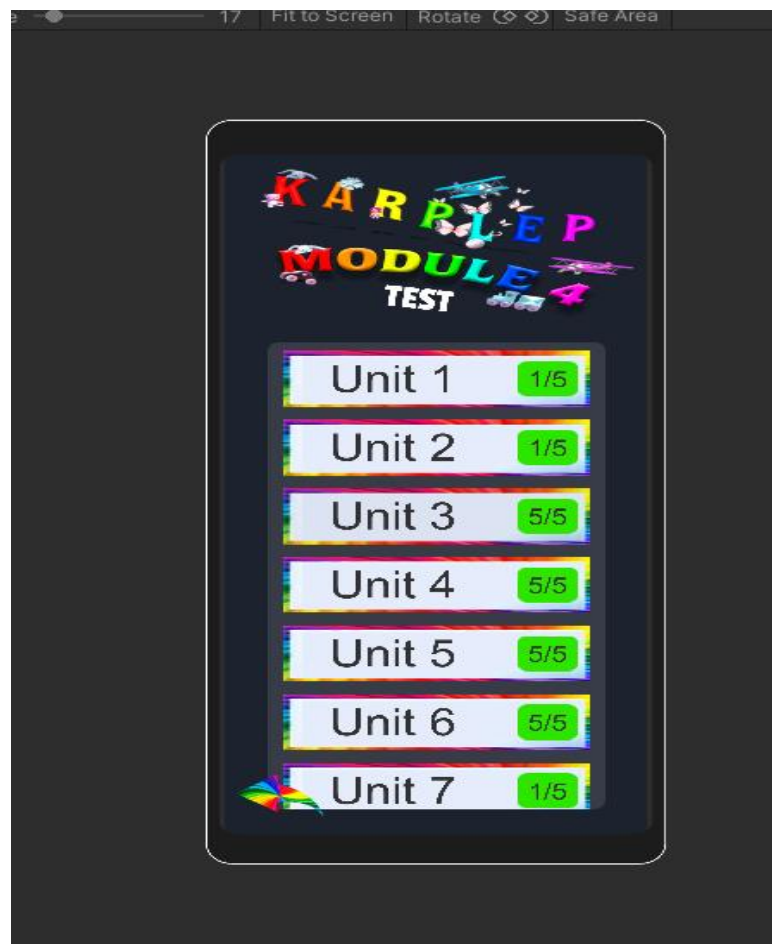 17 Fit to Screen Rotate Safe Area
KARPLEP
MODULE 4
TEST
Unit 1 1/5
Unit 2 1/5
Unit 3 5/5
Unit 4 5/5
Unit 5 5/5
Unit 6 5/5
Unit 7 1/5